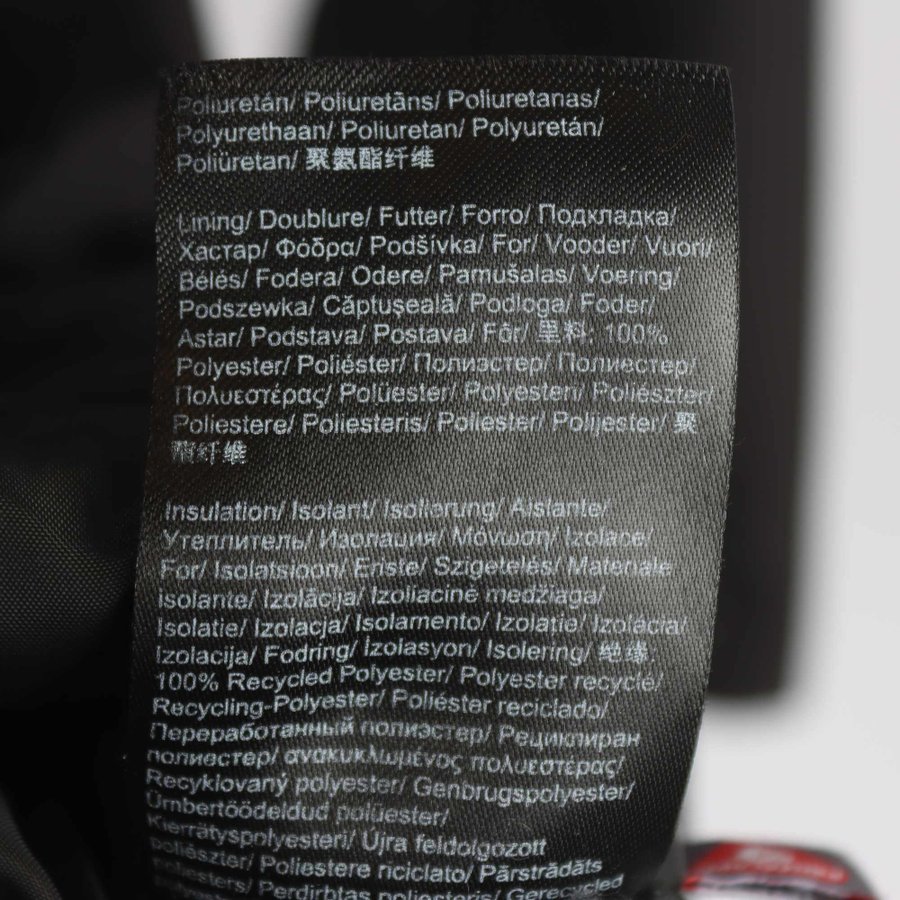 Poliuretán/ Poliuretāns/ Poliuretanas/
Polyurethaan/ Poliuretan/ Polyuretán/
Poliüretan/ 聚氨酯纤维
Lining/ Doublure/ Futter/ Forro/ Подкладка/
Хастар/ Фόδρα/ Podšívka/ For/ Vooder/ Vuori/
Bélés/ Fodera/ Odere/ Pamušalas/ Voering/
Podszewka/ Căptuşeală/ Podloga/ Foder/
Astar/ Podstava/ Postava/ Fôr/ 里料: 100%
Polyester/ Poliéster/ Полиэстер/ Полиестер/
Πολυεστέρας/ Polüester/ Polyesteri/ Polieszter/
Poliestere/ Poliesteris/ Poliester/ Polijester/ 聚
酯纤维
Insulation/ Isolant/ Isolierung/ Aislante/
Утеплитель/ Изолация/ Μόνωση/ Izolace/
For/ Isolatsioon/ Eriste/ Szigetelés/ Materiale
isolante/ Izolācija/ Izoliacinė medžiaga/
Isolatie/ Izolacja/ Isolamento/ Izolaţie/ Izolácia/
Izolacija/ Fodring/ İzolasyon/ Isolering/ 绝缘:
100% Recycled Polyester/ Polyester recyclé/
Recycling-Polyester/ Poliéster reciclado/
Переработанный полиэстер/ Рециклиран
полиестер/ ανακυκλωμένος πολυεστέρας/
Recyklovaný polyester/ Genbrugspolyester/
Ümbertöödeldud polüester/
Kierrätyspolyesteri/ Újra feldolgozott
poliészter/ Poliestere riciclato/ Pārstrādāts
poliesters/ Perdirbtas poliesteris/ Gerecycled